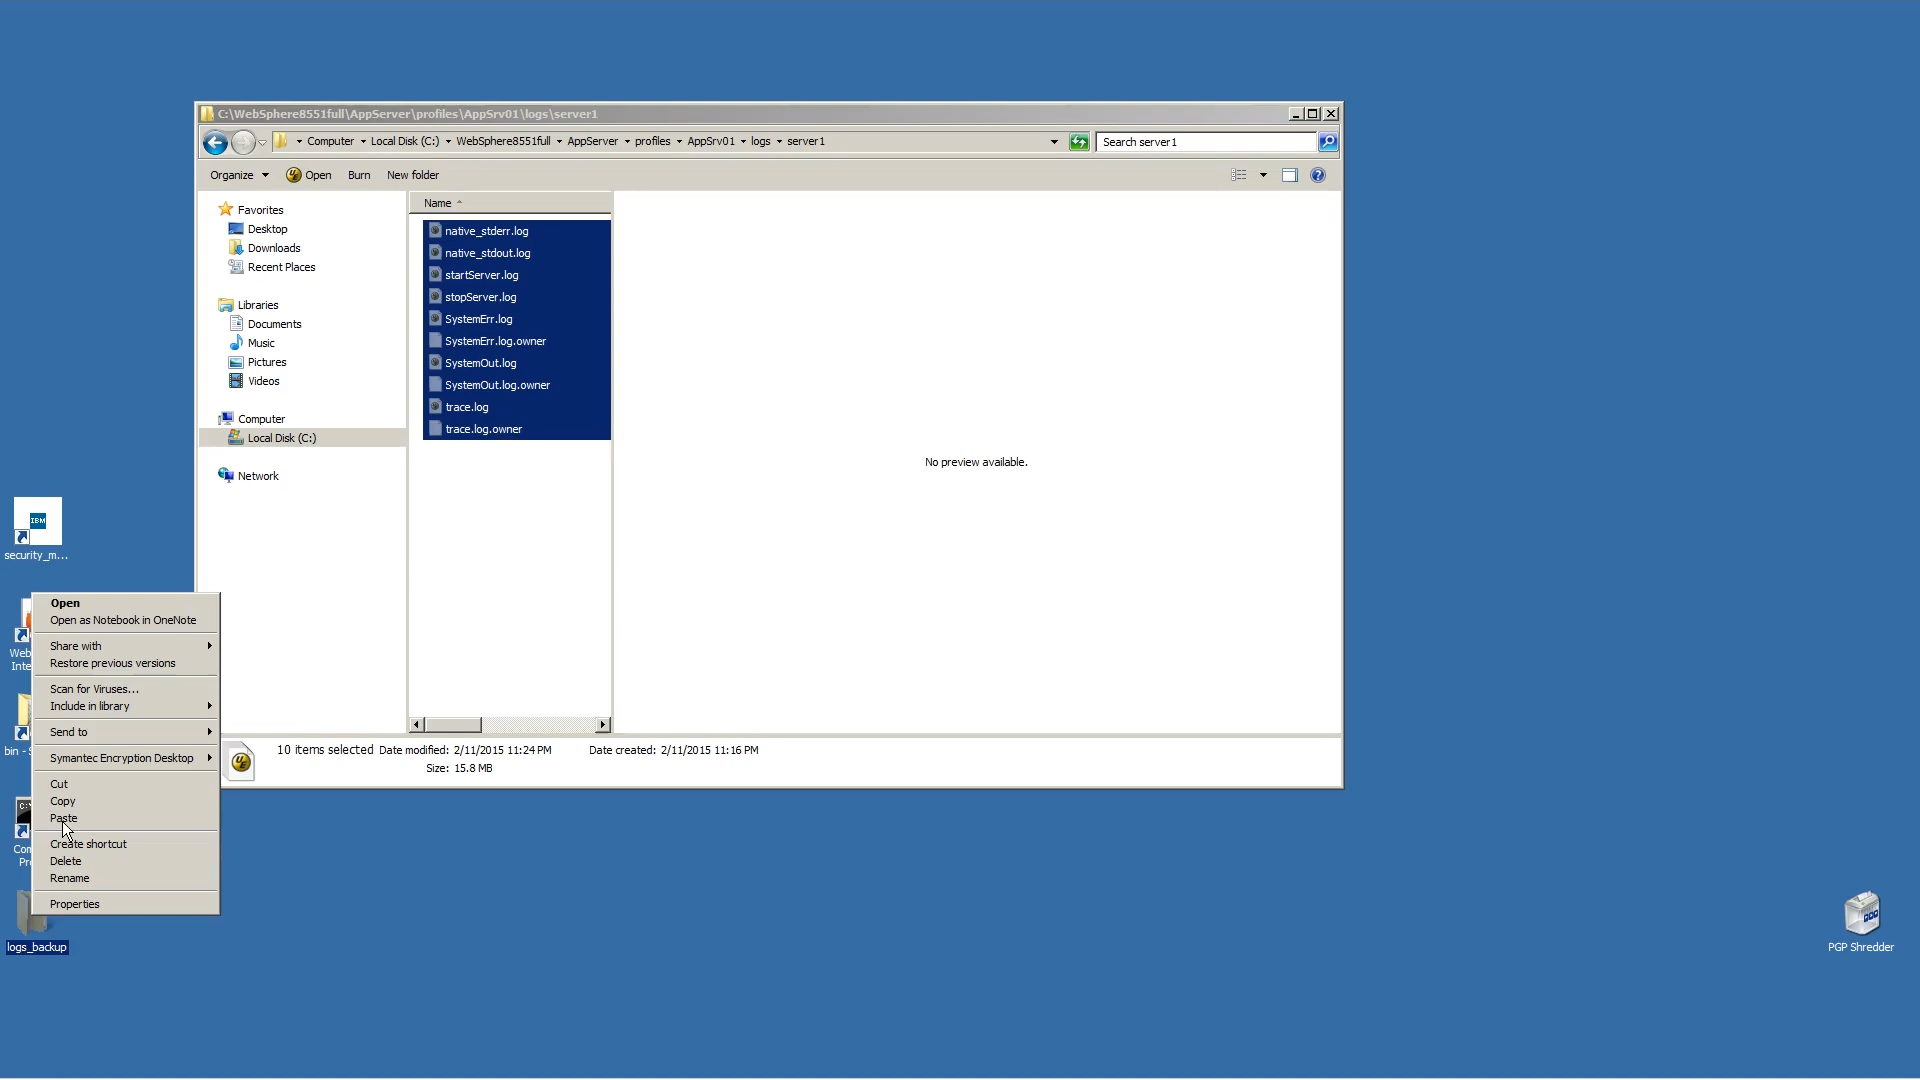 C:\WebSphere8551full\AppServer\profiles\AppSrv01\logs\server1
Computer Local Disk (C:) WebSphere8551full AppServer profiles AppSrv01 logs server1
Search server1
Organize Open Burn New folder
Favorites
Desktop
Downloads
Recent Places
Libraries
Documents
Music
Pictures
Videos
Computer
Local Disk (C:)
Network
Name
native_stderr.log
native_stdout.log
startServer.log
stopServer.log
SystemErr.log
SystemErr.log.owner
SystemOut.log
SystemOut.log.owner
trace.log
trace.log.owner
No preview available.
10 items selected Date modified: 2/11/2015 11:24 PM Date created: 2/11/2015 11:16 PM
Size: 15.8 MB
IBM
security_m...
Web
Inte
bin - S
C:\
Com
Pro
logs_backup
Open
Open as Notebook in OneNote
Share with
Restore previous versions
Scan for Viruses...
Include in library
Send to
Symantec Encryption Desktop
Cut
Copy
Paste
Create shortcut
Delete
Rename
Properties
PGP Shredder